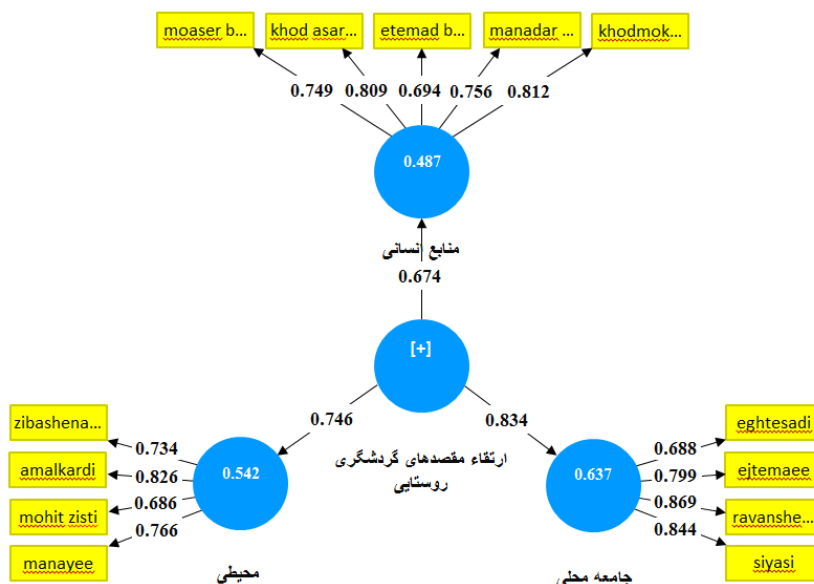 moaser b...
khod asar...
etemad b...
manadar ...
khodmok...
0.749
0.809
0.694
0.756
0.812
0.487
منابع انسانی
0.674
[+]
0.746
0.834
ارتقاء مقصدهای گردشگری
روستایی
zibashena...
amalkardi
mohit zisti
manayee
0.734
0.826
0.686
0.766
0.542
محیطی
0.637
جامعه محلی
0.688
0.799
0.869
0.844
eghtesadi
ejtemaee
ravanshe...
siyasi